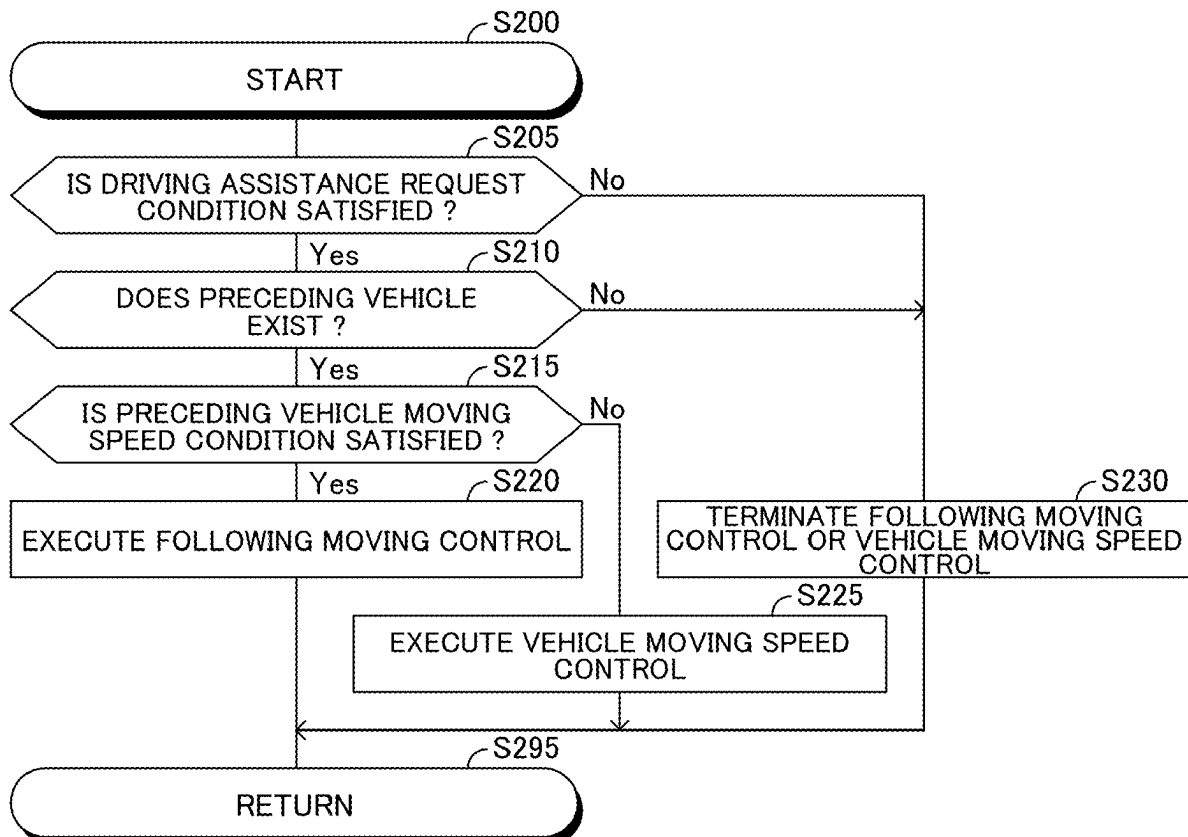 S200
START
S205
IS DRIVING ASSISTANCE REQUEST
CONDITION SATISFIED ?
No
Yes
S210
DOES PRECEDING VEHICLE
EXIST ?
No
Yes
S215
IS PRECEDING VEHICLE MOVING
SPEED CONDITION SATISFIED ?
No
Yes
S220
EXECUTE FOLLOWING MOVING CONTROL
S230
TERMINATE FOLLOWING MOVING
CONTROL OR VEHICLE MOVING SPEED
CONTROL
S225
EXECUTE VEHICLE MOVING SPEED
CONTROL
S295
RETURN